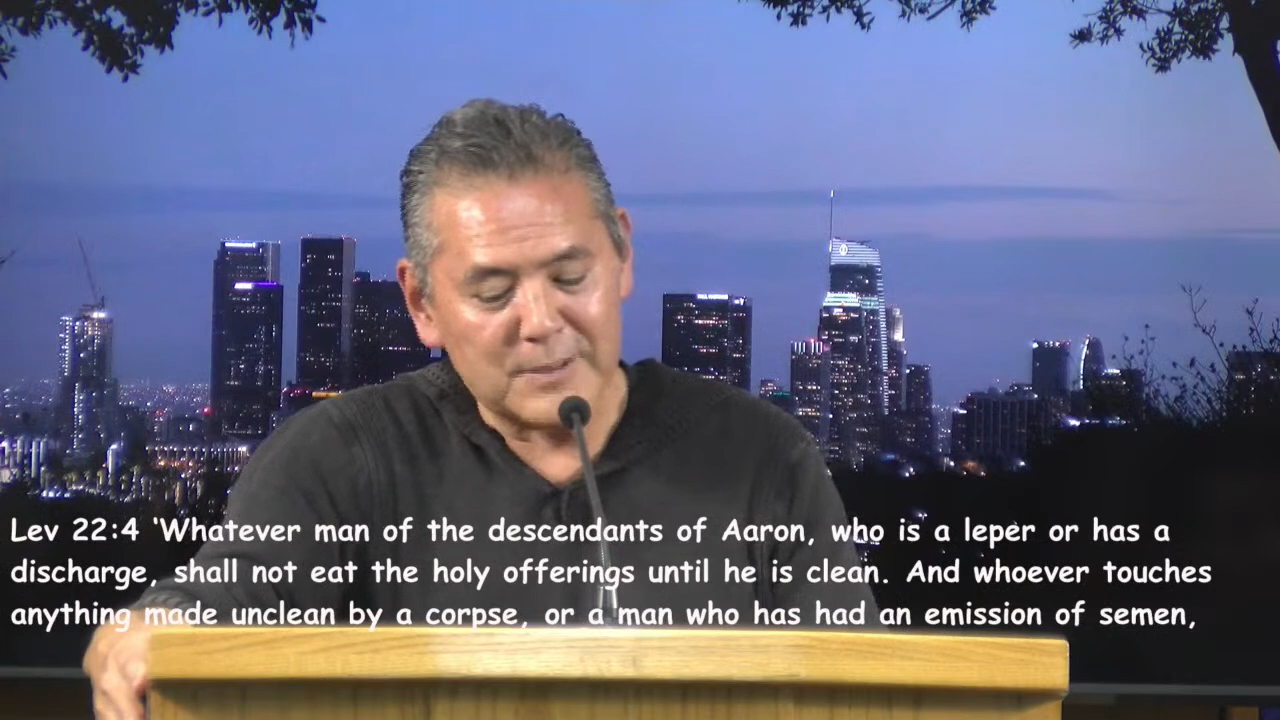 Lev 22:4 ‘Whatever man of the descendants of Aaron, who is a leper or has a
discharge, shall not eat the holy offerings until he is clean. And whoever touches
anything made unclean by a corpse, or a man who has had an emission of semen,